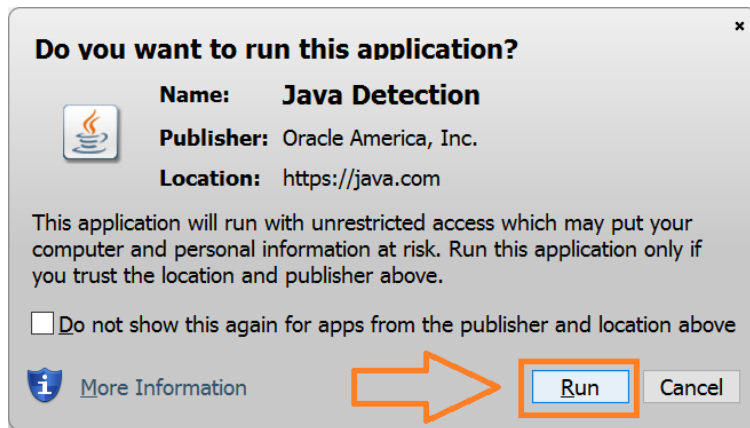 Do you want to run this application?
Name: Java Detection
Publisher: Oracle America, Inc.
Location: https://java.com
This application will run with unrestricted access which may put your
computer and personal information at risk. Run this application only if
you trust the location and publisher above.
Do not show this again for apps from the publisher and location above
More Information
Run
Cancel